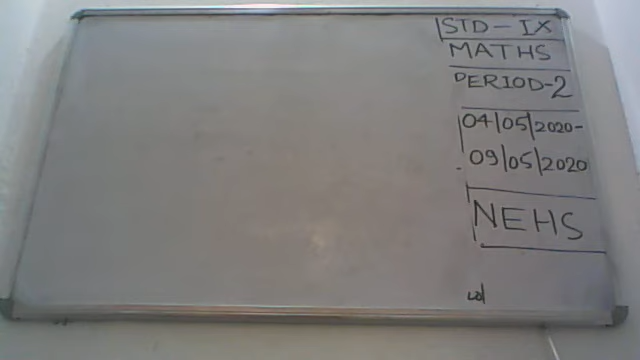 STD - IX
MATHS
PERIOD-2
04/05/2020-
09/05/2020
NEHS